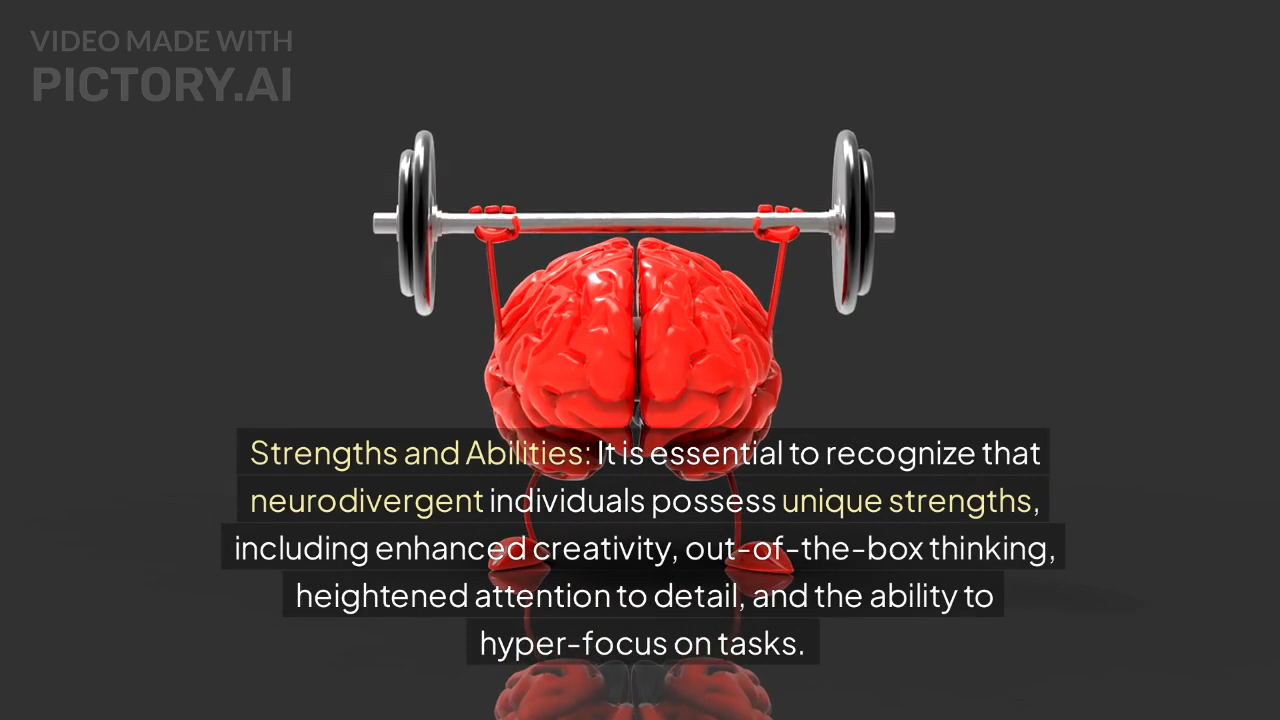 VIDEO MADE WITH
PICTORY.AI
Strengths and Abilities: It is essential to recognize that
neurodivergent individuals possess unique strengths,
including enhanced creativity, out-of-the-box thinking,
heightened attention to detail, and the ability to
hyper-focus on tasks.